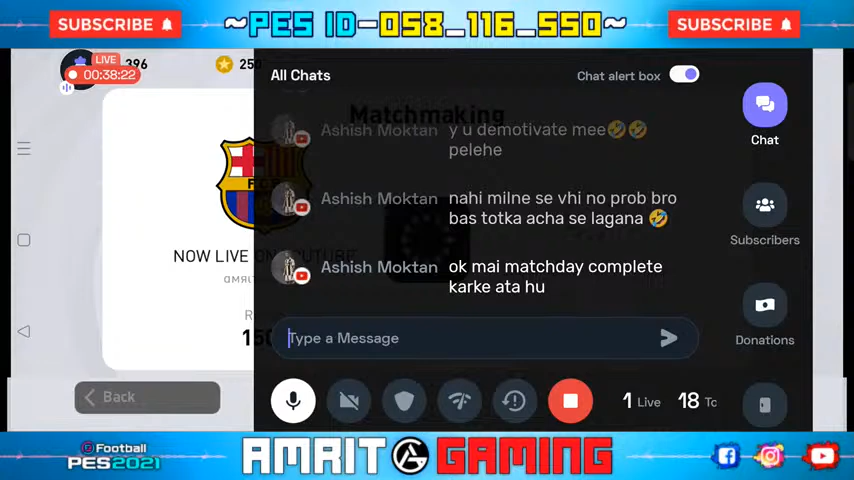 SUBSCRIBE
~PES ID-058_116_550~
SUBSCRIBE
LIVE
396
00:38:22
250
All Chats
Chat alert box
Matchmaking
Ashish Moktan
y u demotivate mee🤣🤣
pelehe
Chat
Ashish Moktan
nahi milne se vhi no prob bro
bas totka acha se lagana 🤣
Subscribers
NOW LIVE ON YOUTUBE
Ashish Moktan
ok mai matchday complete
karke ata hu
150
Type a Message
Donations
Back
1 Live
18 To
eFootball
PES2021
AMRIT GAMING